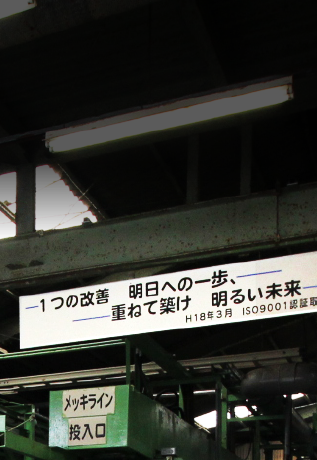 1つの改善 明日への一歩、
重ねて築け 明るい未来
H18年3月 ISO9001認証取
メッキライン
投入口